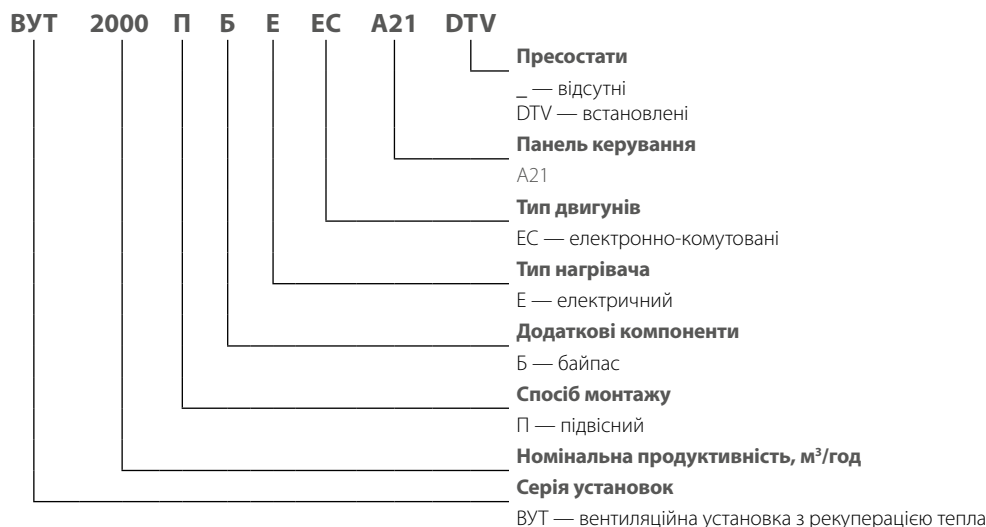 ВУТ 2000 П Б Е ЕС А21 DTV
Пресостати
_ — відсутні
DTV — встановлені
Панель керування
А21
Тип двигунів
ЕС — електронно-комутовані
Тип нагрівача
Е — електричний
Додаткові компоненти
Б — байпас
Спосіб монтажу
П — підвісний
Номінальна продуктивність, м³/год
Серія установок
ВУТ — вентиляційна установка з рекуперацією тепла